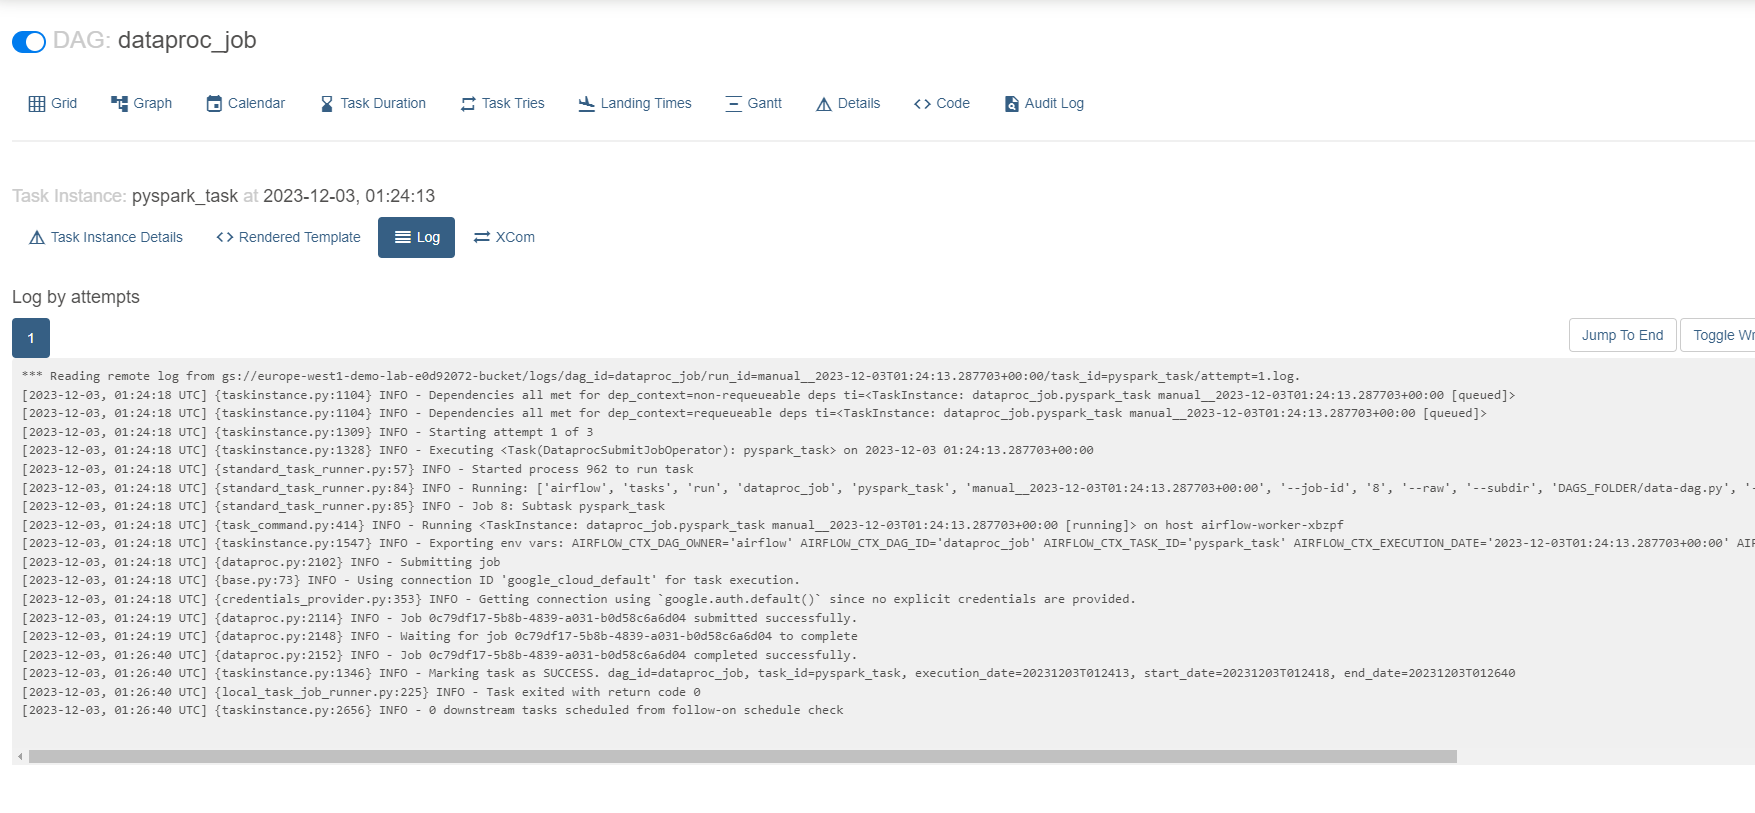 DAG: dataproc_job
Grid Graph Calendar Task Duration Task Tries Landing Times Gantt Details <> Code Audit Log
Task Instance: pyspark_task at 2023-12-03, 01:24:13
Task Instance Details <> Rendered Template Log XCom
Log by attempts
1
Jump To End Toggle Wr
*** Reading remote log from gs://europe-west1-demo-lab-e0d92072-bucket/logs/dag_id=dataproc_job/run_id=manual__2023-12-03T01:24:13.287703+00:00/task_id=pyspark_task/attempt=1.log.
[2023-12-03, 01:24:18 UTC] {taskinstance.py:1104} INFO - Dependencies all met for dep_context=non-requeueable deps ti=<TaskInstance: dataproc_job.pyspark_task manual__2023-12-03T01:24:13.287703+00:00 [queued]>
[2023-12-03, 01:24:18 UTC] {taskinstance.py:1104} INFO - Dependencies all met for dep_context=requeueable deps ti=<TaskInstance: dataproc_job.pyspark_task manual__2023-12-03T01:24:13.287703+00:00 [queued]>
[2023-12-03, 01:24:18 UTC] {taskinstance.py:1309} INFO - Starting attempt 1 of 3
[2023-12-03, 01:24:18 UTC] {taskinstance.py:1328} INFO - Executing <Task(DataprocSubmitJobOperator): pyspark_task> on 2023-12-03 01:24:13.287703+00:00
[2023-12-03, 01:24:18 UTC] {standard_task_runner.py:57} INFO - Started process 962 to run task
[2023-12-03, 01:24:18 UTC] {standard_task_runner.py:84} INFO - Running: ['airflow', 'tasks', 'run', 'dataproc_job', 'pyspark_task', 'manual__2023-12-03T01:24:13.287703+00:00', '--job-id', '8', '--raw', '--subdir', 'DAGS_FOLDER/data-dag.py', '-
[2023-12-03, 01:24:18 UTC] {standard_task_runner.py:85} INFO - Job 8: Subtask pyspark_task
[2023-12-03, 01:24:18 UTC] {task_command.py:414} INFO - Running <TaskInstance: dataproc_job.pyspark_task manual__2023-12-03T01:24:13.287703+00:00 [running]> on host airflow-worker-xbzpf
[2023-12-03, 01:24:18 UTC] {taskinstance.py:1547} INFO - Exporting env vars: AIRFLOW_CTX_DAG_OWNER='airflow' AIRFLOW_CTX_DAG_ID='dataproc_job' AIRFLOW_CTX_TASK_ID='pyspark_task' AIRFLOW_CTX_EXECUTION_DATE='2023-12-03T01:24:13.287703+00:00' AIR
[2023-12-03, 01:24:18 UTC] {dataproc.py:2102} INFO - Submitting job
[2023-12-03, 01:24:18 UTC] {base.py:73} INFO - Using connection ID 'google_cloud_default' for task execution.
[2023-12-03, 01:24:18 UTC] {credentials_provider.py:353} INFO - Getting connection using `google.auth.default()` since no explicit credentials are provided.
[2023-12-03, 01:24:19 UTC] {dataproc.py:2114} INFO - Job 0c79df17-5b8b-4839-a031-b0d58c6a6d04 submitted successfully.
[2023-12-03, 01:24:19 UTC] {dataproc.py:2148} INFO - Waiting for job 0c79df17-5b8b-4839-a031-b0d58c6a6d04 to complete
[2023-12-03, 01:26:40 UTC] {dataproc.py:2152} INFO - Job 0c79df17-5b8b-4839-a031-b0d58c6a6d04 completed successfully.
[2023-12-03, 01:26:40 UTC] {taskinstance.py:1346} INFO - Marking task as SUCCESS. dag_id=dataproc_job, task_id=pyspark_task, execution_date=20231203T012413, start_date=20231203T012418, end_date=20231203T012640
[2023-12-03, 01:26:40 UTC] {local_task_job_runner.py:225} INFO - Task exited with return code 0
[2023-12-03, 01:26:40 UTC] {taskinstance.py:2656} INFO - 0 downstream tasks scheduled from follow-on schedule check